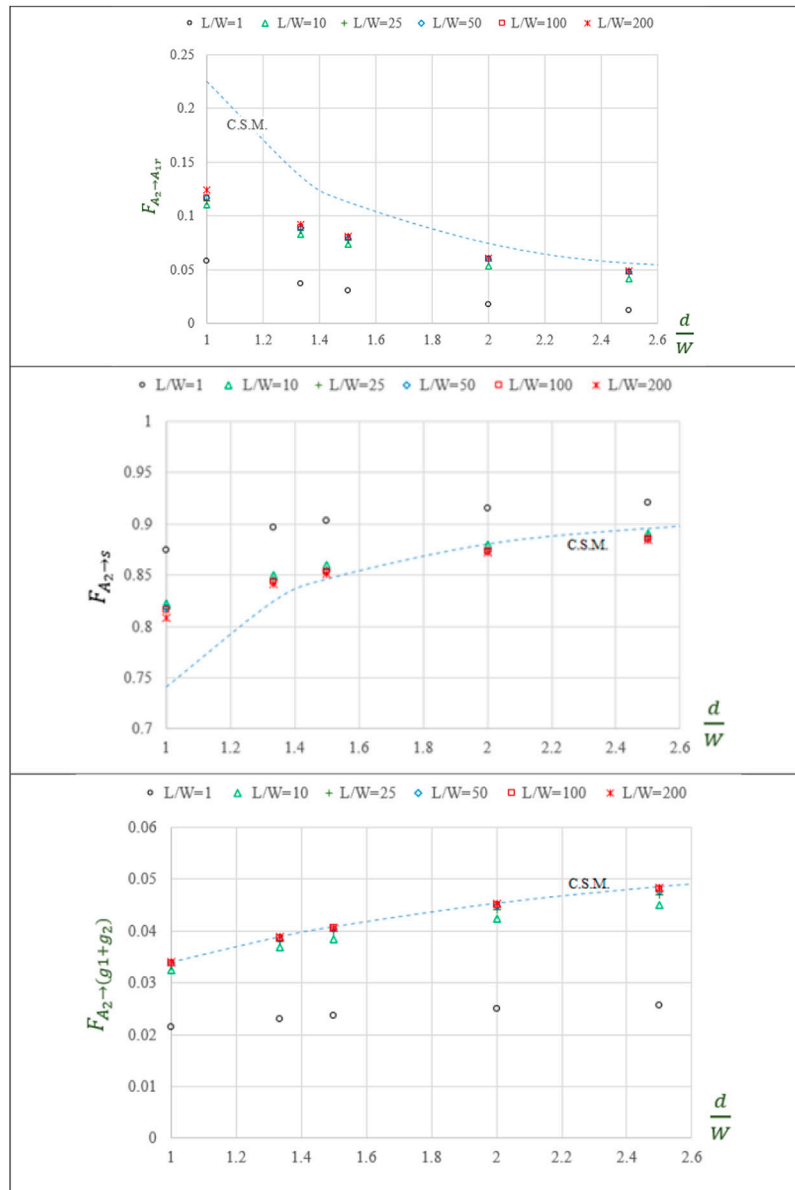 L/W=1 L/W=10 L/W=25 L/W=50 L/W=100 L/W=200
0.25
C.S.M.
0.2
0.15
F_{A_2→A_{1r}}
0.1
0.05
0
1 1.2 1.4 1.6 1.8 2 2.2 2.4 2.6
d/W
L/W=1 L/W=10 L/W=25 L/W=50 L/W=100 L/W=200
1
0.95
0.9
C.S.M.
F_{A_2→s}
0.85
0.8
0.75
0.7
1 1.2 1.4 1.6 1.8 2 2.2 2.4 2.6
d/W
L/W=1 L/W=10 L/W=25 L/W=50 L/W=100 L/W=200
0.06
0.05
C.S.M.
0.04
F_{A_2→(g1+g2)}
0.03
0.02
0.01
0
1 1.2 1.4 1.6 1.8 2 2.2 2.4 2.6
d/W